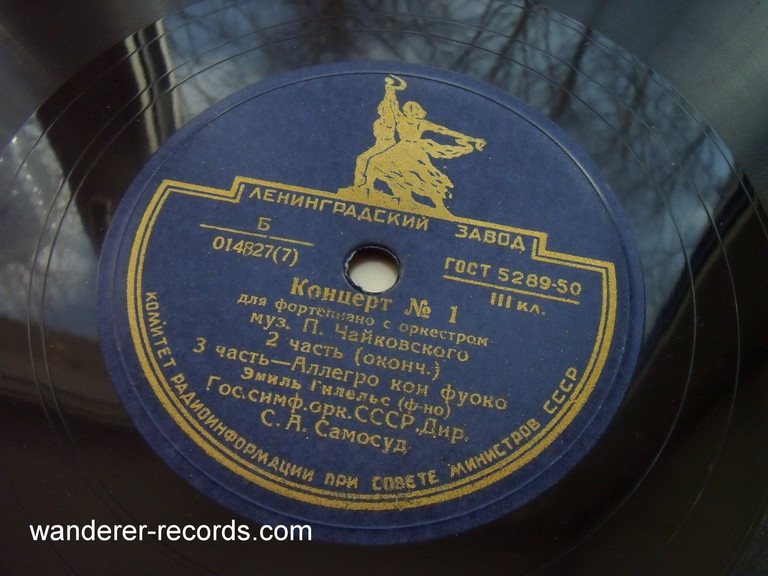 ЛЕНИНГРАДСКИЙ ЗАВОД
Б
014827(7)
ГОСТ 5289-50
III кл.
Концерт № 1
для фортепиано с оркестром
муз. П. Чайковского
2 часть (оконч.)
3 часть—Аллегро кон фуоко
Эмиль Гилельс (ф-но)
Гос.симф.орк.СССР.Дир.
С. А. Самосуд
КОМИТЕТ РАДИОИНФОРМАЦИИ ПРИ СОВЕТЕ МИНИСТРОВ СССР
wanderer-records.com